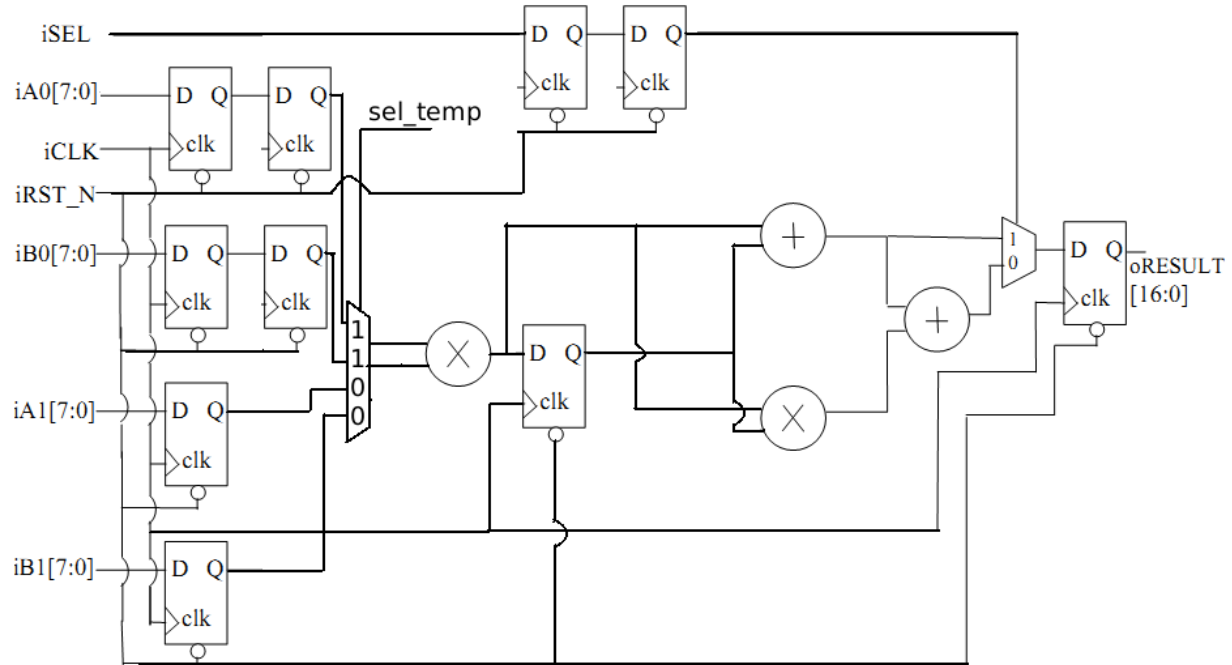 iSEL
D Q
clk
D Q
clk
iA0[7:0]
D Q
clk
D Q
clk
sel_temp
iCLK
iRST_N
iB0[7:0]
D Q
clk
D Q
clk
1
1
0
0
X
D Q
clk
+
X
+
1
0
D Q
clk
oRESULT
[16:0]
iA1[7:0]
D Q
clk
iB1[7:0]
D Q
clk